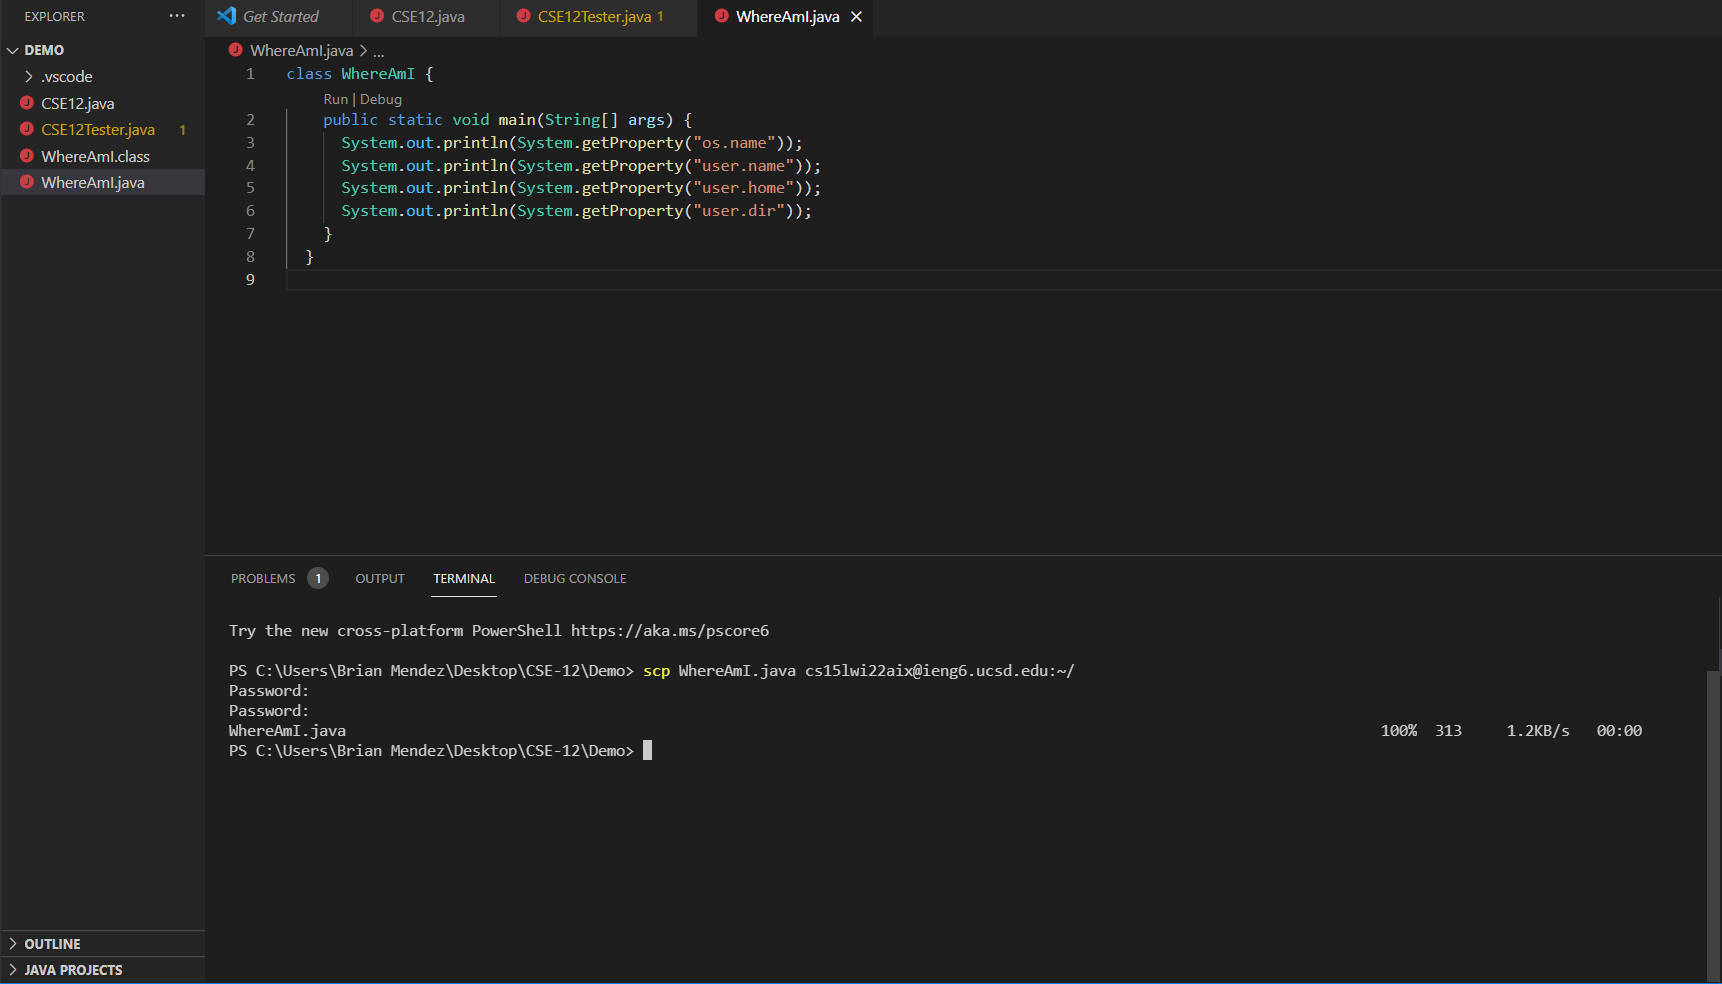 EXPLORER
···
DEMO
.vscode
CSE12.java
CSE12Tester.java 1
WhereAmI.class
WhereAmI.java
OUTLINE
JAVA PROJECTS
Get Started
CSE12.java
CSE12Tester.java 1
WhereAmI.java
WhereAmI.java > ...
1 class WhereAmI {
Run | Debug
2 public static void main(String[] args) {
3 System.out.println(System.getProperty("os.name"));
4 System.out.println(System.getProperty("user.name"));
5 System.out.println(System.getProperty("user.home"));
6 System.out.println(System.getProperty("user.dir"));
7 }
8 }
9
PROBLEMS 1 OUTPUT TERMINAL DEBUG CONSOLE
Try the new cross-platform PowerShell https://aka.ms/pscore6
PS C:\Users\Brian Mendez\Desktop\CSE-12\Demo> scp WhereAmI.java cs15lwi22aix@ieng6.ucsd.edu:~/
Password:
Password:
WhereAmI.java 100% 313 1.2KB/s 00:00
PS C:\Users\Brian Mendez\Desktop\CSE-12\Demo>